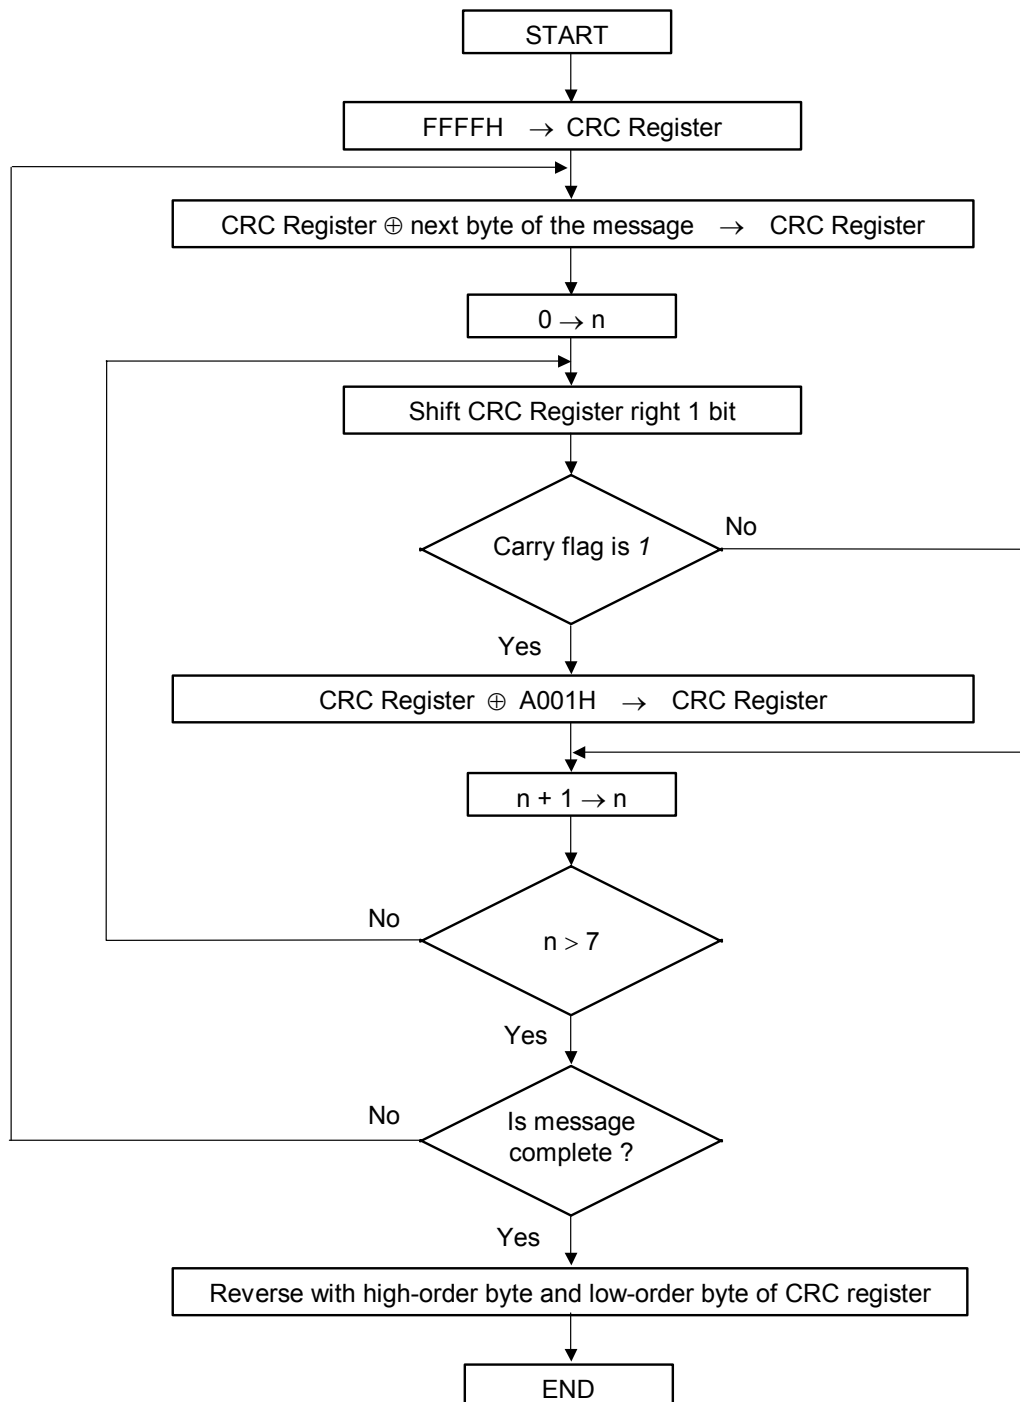 START
FFFFH → CRC Register
CRC Register ⊕ next byte of the message → CRC Register
0 → n
Shift CRC Register right 1 bit
Carry flag is 1
No
Yes
CRC Register ⊕ A001H → CRC Register
n + 1 → n
No
n > 7
Yes
No
Is message
complete ?
Yes
Reverse with high-order byte and low-order byte of CRC register
END